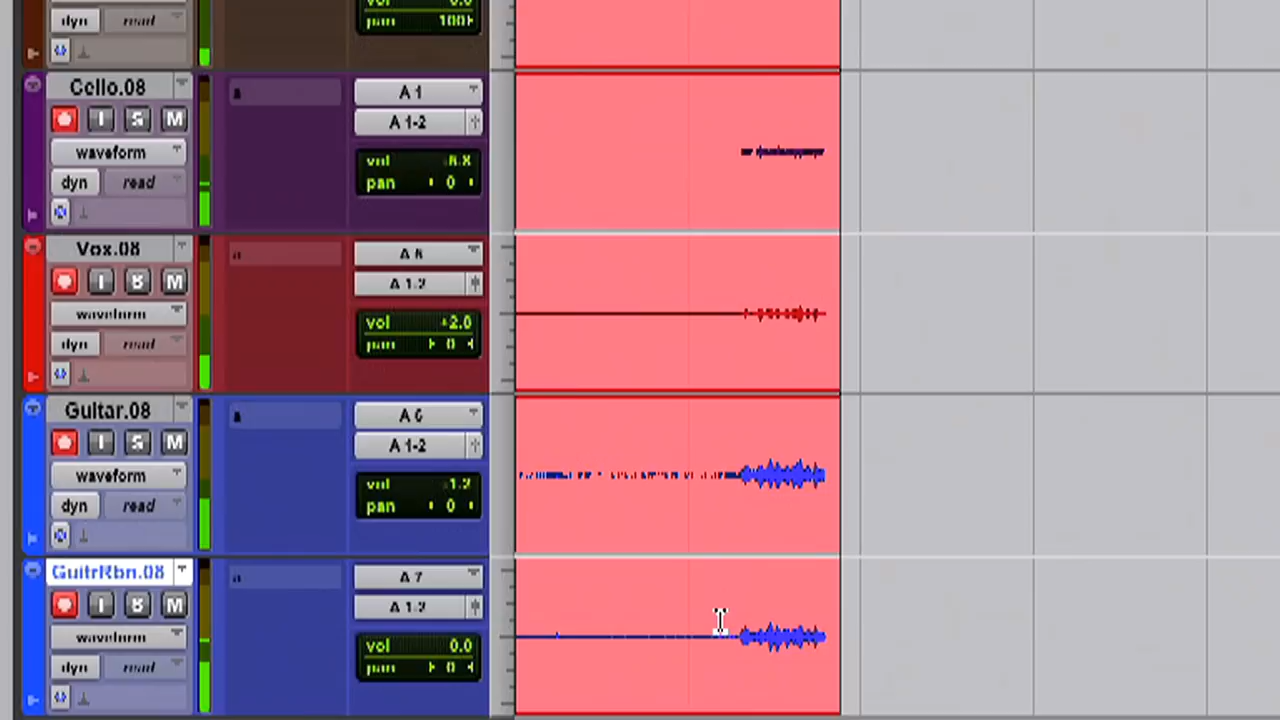 dyn read
pan 100
Cello.08
I S M
A 1
waveform
A 1-2
vol
dyn read
pan 0
Vox.08
I S M
waveform
A 1-2
vol +2.0
dyn read
pan 0
Guitar.08
I S M
A 6
waveform
A 1-2
vol -1.2
dyn read
pan 0
GuitrRbn.08
A 7
I S M
A 1-2
waveform
vol 0.0
dyn read
pan 0